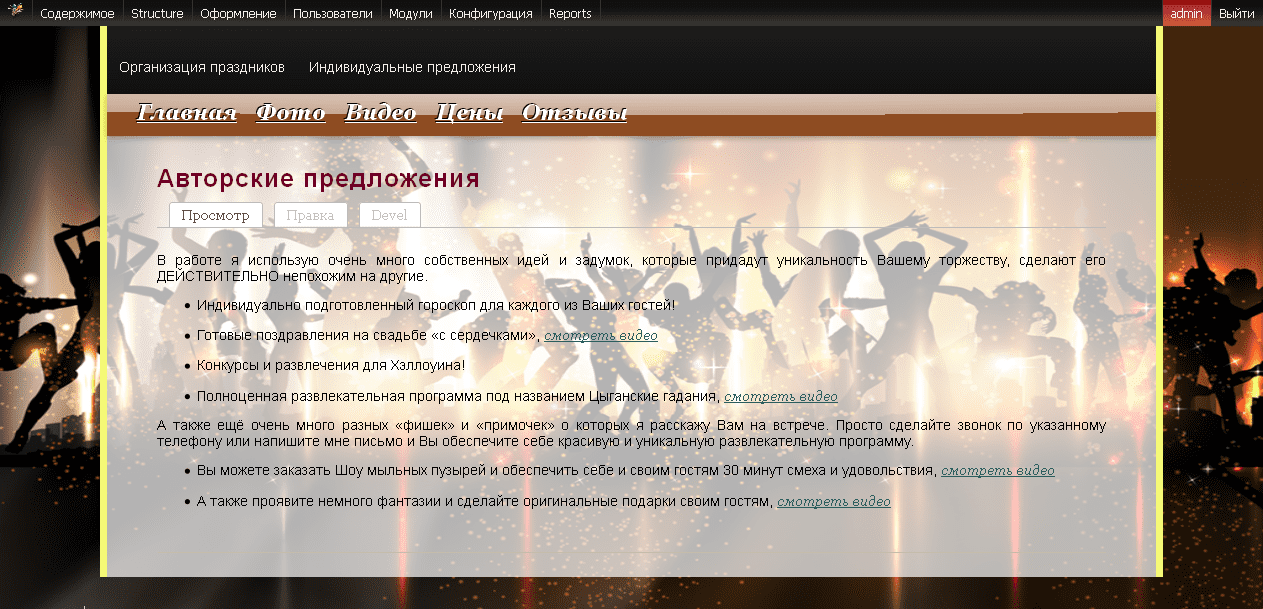 Содержимое Structure Оформление Пользователи Модули Конфигурация Reports admin Выйти
Организация праздников Индивидуальные предложения
Главная Фото Видео Цены Отзывы
Авторские предложения
Просмотр Правка Devel
В работе я использую очень много собственных идей и задумок, которые придадут уникальность Вашему торжеству, сделают его
ДЕЙСТВИТЕЛЬНО непохожим на другие.
• Индивидуально подготовленный гороскоп для каждого из Ваших гостей!
• Готовые поздравления на свадьбе «с сердечками», смотреть видео
• Конкурсы и развлечения для Хэллоуина!
• Полноценная развлекательная программа под названием Цыганские гадания, смотреть видео
А также ещё очень много разных «фишек» и «примочек» о которых я расскажу Вам на встрече. Просто сделайте звонок по указанному
телефону или напишите мне письмо и Вы обеспечите себе красивую и уникальную развлекательную программу.
• Вы можете заказать Шоу мыльных пузырей и обеспечить себе и своим гостям 30 минут смеха и удовольствия, смотреть видео
• А также проявите немного фантазии и сделайте оригинальные подарки своим гостям, смотреть видео